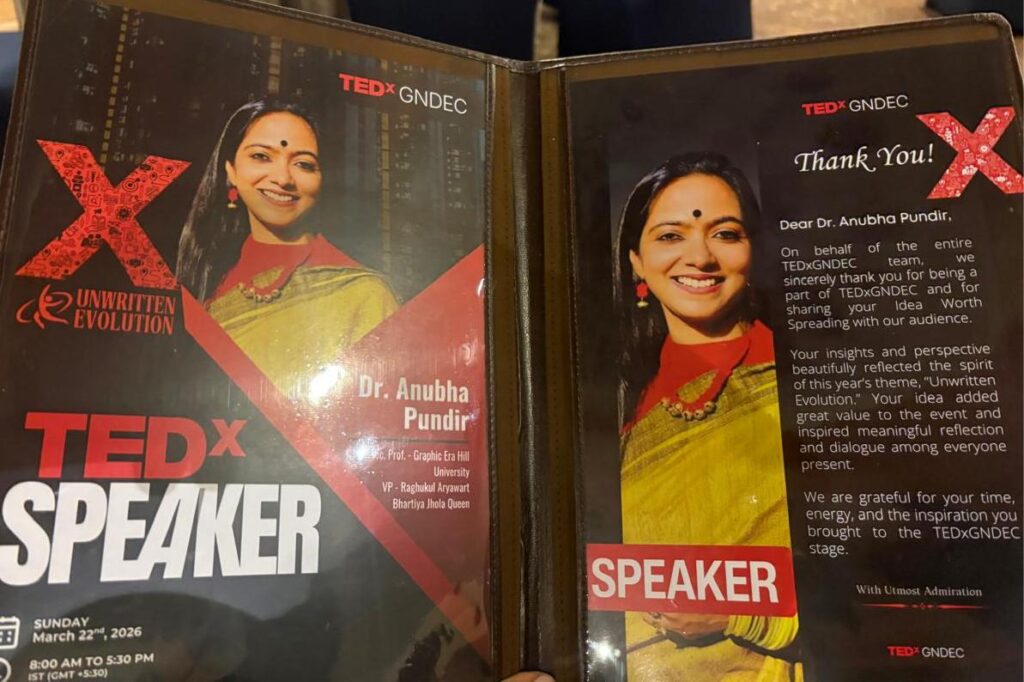 TEDx GNDEC
UNWRITTEN
EVOLUTION
Dr. Anubha
Pundir
Prof. - Graphic Era Hill
University
VP - Raghukul Aryawart
Bhartiya Jhola Queen
TEDx
SPEAKER
SUNDAY
March 22nd, 2026
8:00 AM TO 5:30 PM
IST (GMT +5:30)
TEDx GNDEC
Thank You!
Dear Dr. Anubha Pundir,
On behalf of the entire
TEDxGNDEC team, we
sincerely thank you for being a
part of TEDxGNDEC and for
sharing your Idea Worth
Spreading with our audience.
Your insights and perspective
beautifully reflected the spirit
of this year's theme, "Unwritten
Evolution." Your idea added
great value to the event and
inspired meaningful reflection
and dialogue among everyone
present.
We are grateful for your time,
energy, and the inspiration you
brought to the TEDxGNDEC
stage.
SPEAKER
With Utmost Admiration
TEDx GNDEC